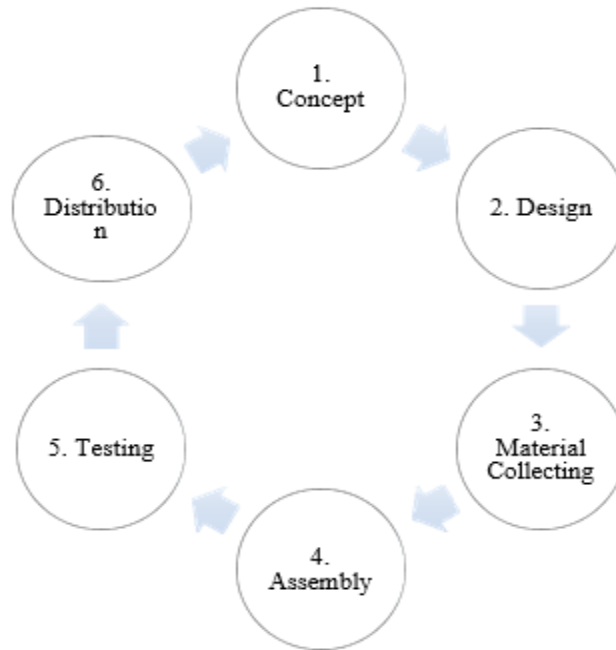 1.
Concept
2. Design
3.
Material
Collecting
4.
Assembly
5. Testing
6.
Distributio
n